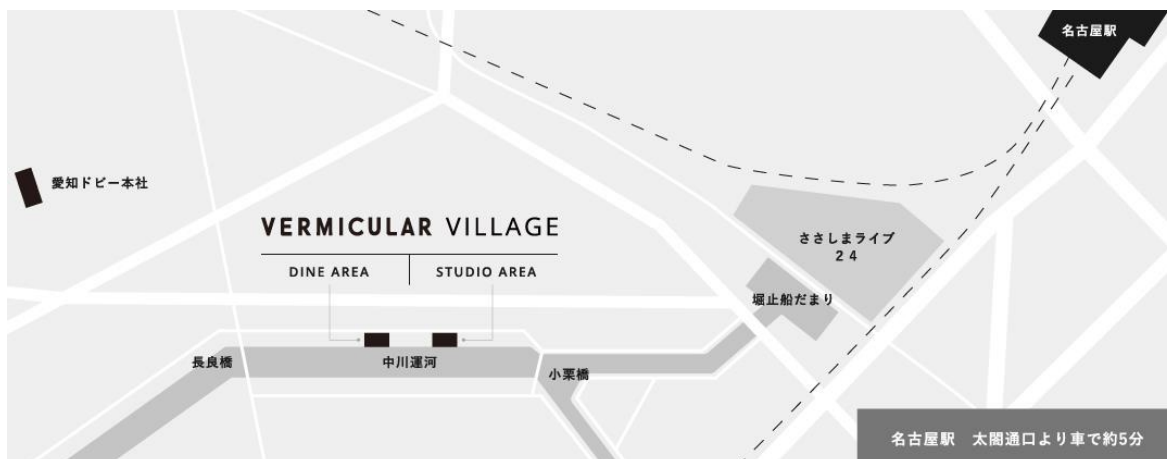 名古屋駅
愛知ドビー本社
VERMICULAR VILLAGE
DINE AREA
STUDIO AREA
ささしまライブ
24
堀止船だまり
長良橋
中川運河
小栗橋
名古屋駅 太閤通口より車で約5分